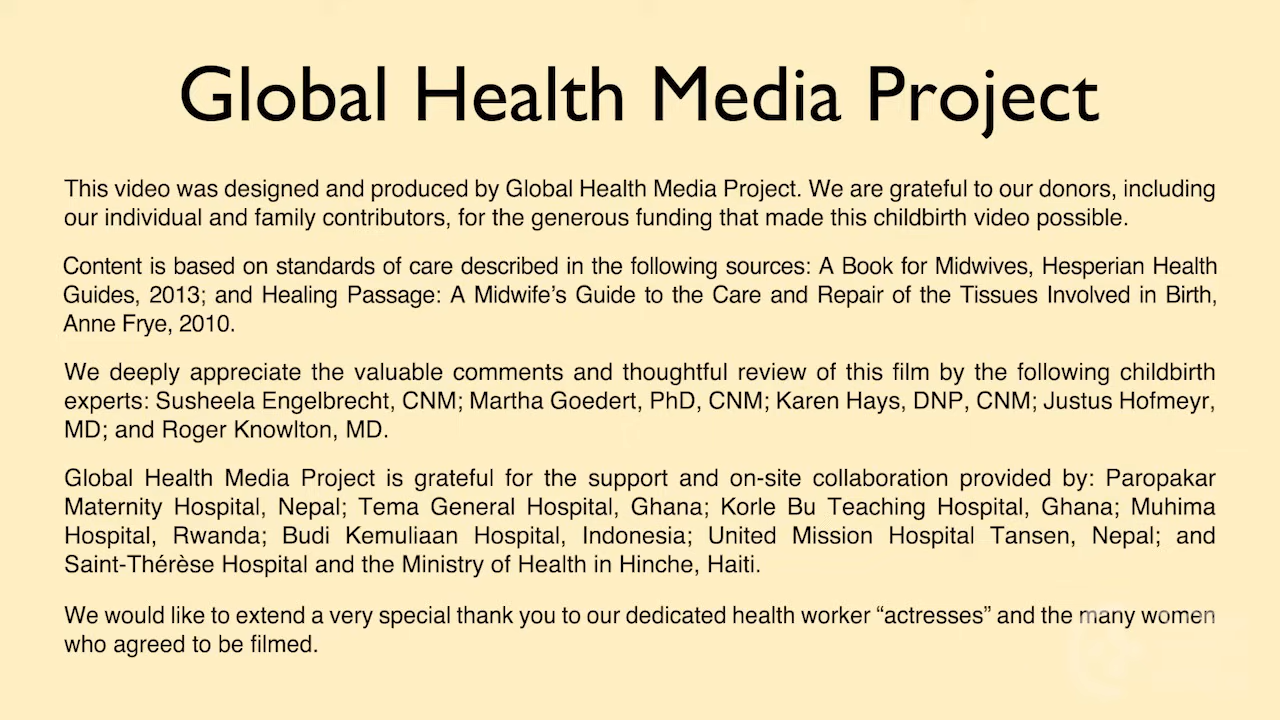 Global Health Media Project
This video was designed and produced by Global Health Media Project. We are grateful to our donors, including
our individual and family contributors, for the generous funding that made this childbirth video possible.
Content is based on standards of care described in the following sources: A Book for Midwives, Hesperian Health
Guides, 2013; and Healing Passage: A Midwife’s Guide to the Care and Repair of the Tissues Involved in Birth,
Anne Frye, 2010.
We deeply appreciate the valuable comments and thoughtful review of this film by the following childbirth
experts: Susheela Engelbrecht, CNM; Martha Goedert, PhD, CNM; Karen Hays, DNP, CNM; Justus Hofmeyr,
MD; and Roger Knowlton, MD.
Global Health Media Project is grateful for the support and on-site collaboration provided by: Paropakar
Maternity Hospital, Nepal; Tema General Hospital, Ghana; Korle Bu Teaching Hospital, Ghana; Muhima
Hospital, Rwanda; Budi Kemuliaan Hospital, Indonesia; United Mission Hospital Tansen, Nepal; and
Saint-Thérèse Hospital and the Ministry of Health in Hinche, Haiti.
We would like to extend a very special thank you to our dedicated health worker “actresses” and the many women
who agreed to be filmed.